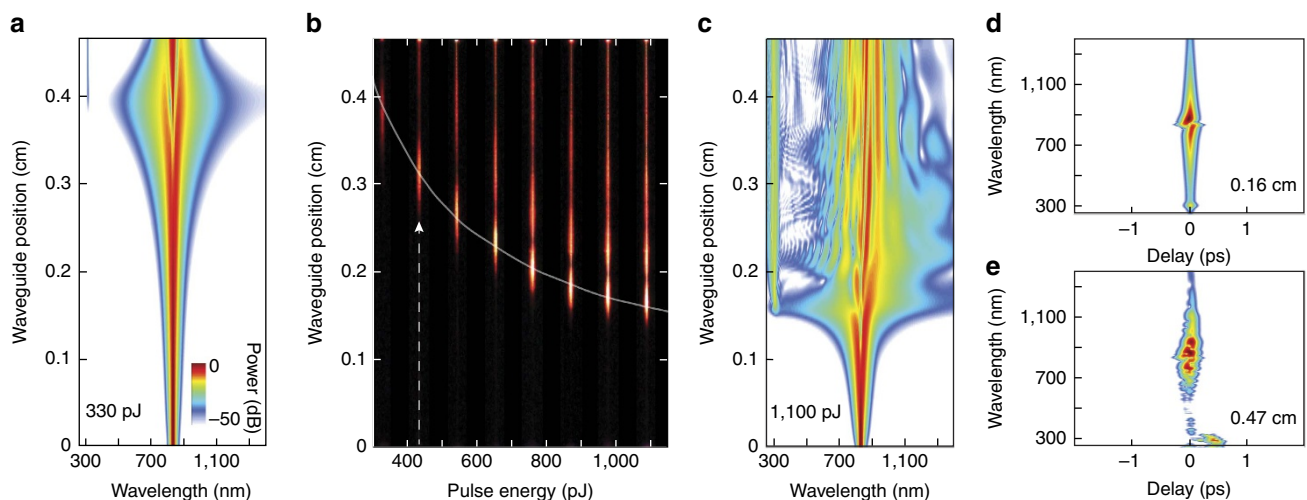 a
Waveguide position (cm)
0.4
0.3
0.2
0.1
0
300 700 1,100
Wavelength (nm)
330 pJ
0
–50
Power (dB)
b
Waveguide position (cm)
0.4
0.3
0.2
0.1
0
400 600 800 1,000
Pulse energy (pJ)
c
Waveguide position (cm)
0.4
0.3
0.2
0.1
0
300 700 1,100
Wavelength (nm)
1,100 pJ
d
Wavelength (nm)
1,100
700
300
0.16 cm
–1 0 1
Delay (ps)
e
Wavelength (nm)
1,100
700
300
0.47 cm
–1 0 1
Delay (ps)